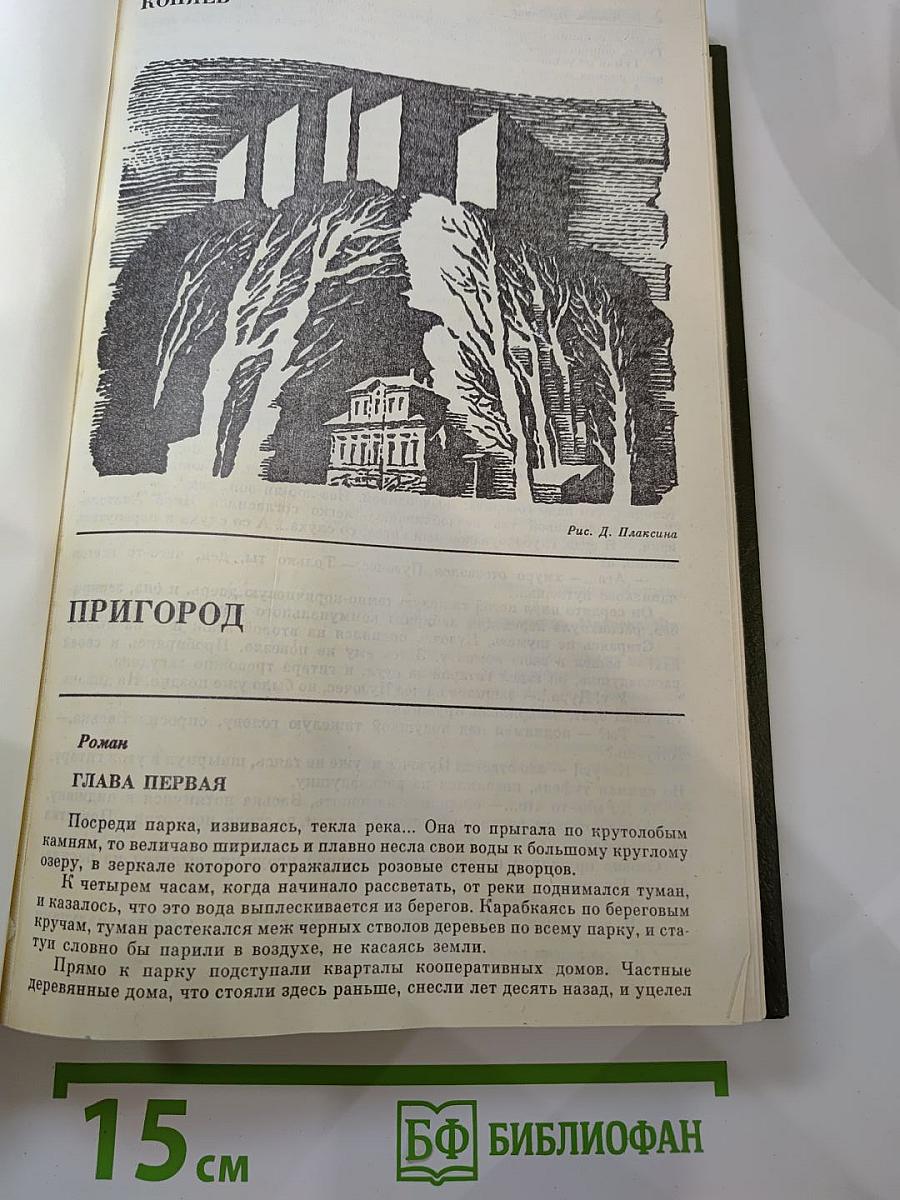 КОНЯЕВ
Рис. Д. Плаксина
ПРИГОРОД
Роман
ГЛАВА ПЕРВАЯ
Посреди парка, извиваясь, текла река... Она то прыгала по крутолобым
камням, то величаво ширилась и плавно несла свои воды к большому круглому
озеру, в зеркале которого отражались розовые стены дворцов.
К четырем часам, когда начинало рассветать, от реки поднимался туман,
и казалось, что это вода выплескивается из берегов. Карабкаясь по береговым
кручам, туман растекался меж черных стволов деревьев по всему парку, и ста-
туи словно бы парили в воздухе, не касаясь земли.
Прямо к парку подступали кварталы кооперативных домов. Частные
деревянные дома, что стояли здесь раньше, снесли лет десять назад, и уцелел
15 см
БФ БИБЛИОФАН